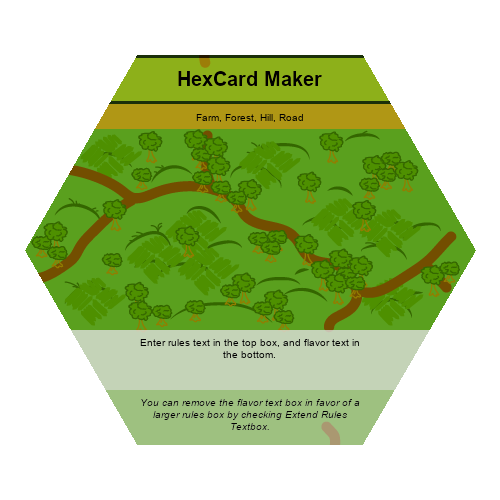 HexCard Maker
Farm, Forest, Hill, Road
Enter rules text in the top box, and flavor text in
the bottom.
You can remove the flavor text box in favor of a
larger rules box by checking Extend Rules
Textbox.